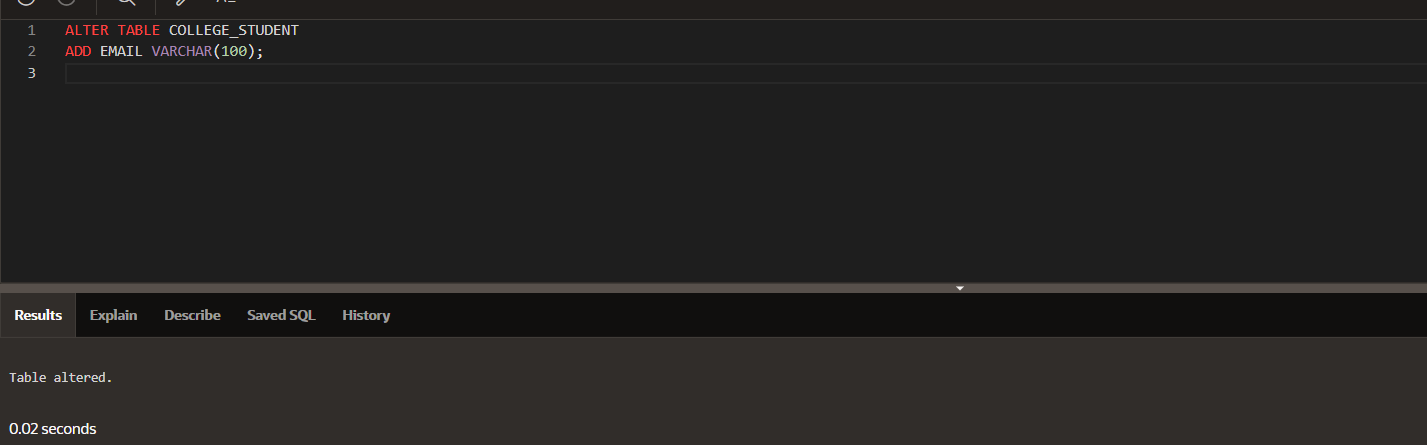 1 ALTER TABLE COLLEGE_STUDENT
2 ADD EMAIL VARCHAR(100);
3
Results Explain Describe Saved SQL History
Table altered.
0.02 seconds